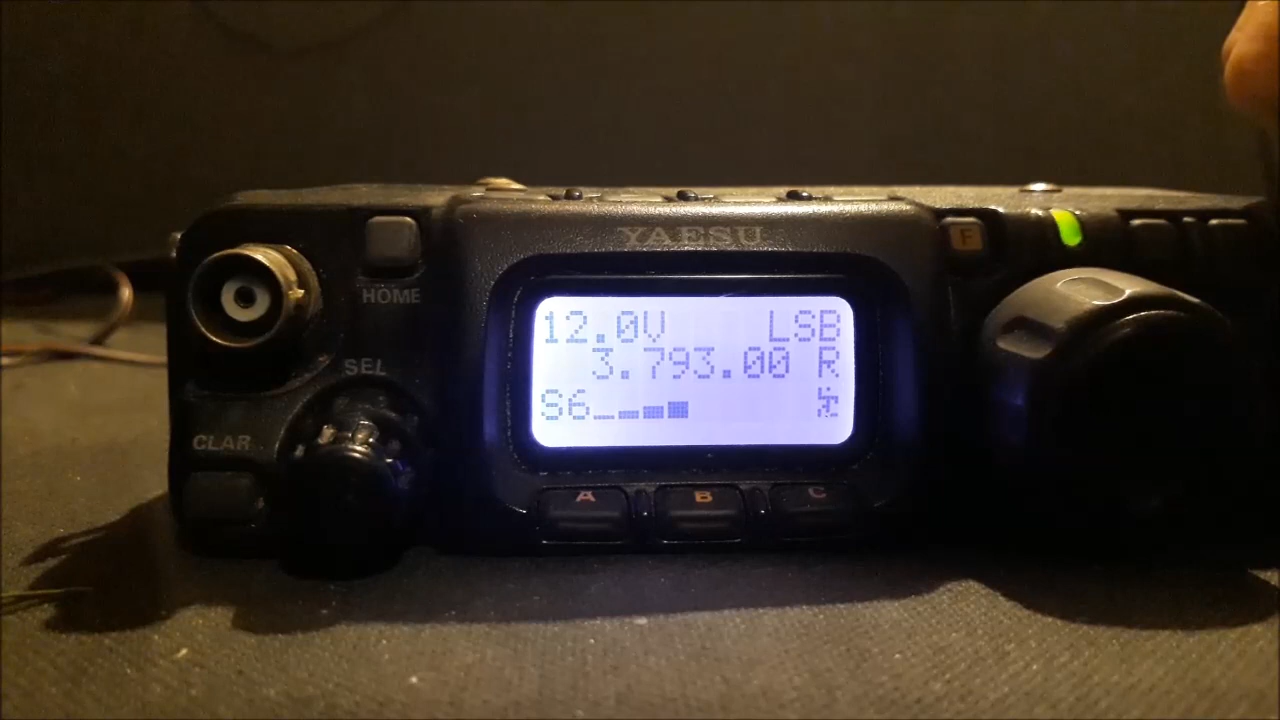 YAESU
F
HOME
12.0V LSB
3.793.00 R
SEL
S6
CLAR
A B C